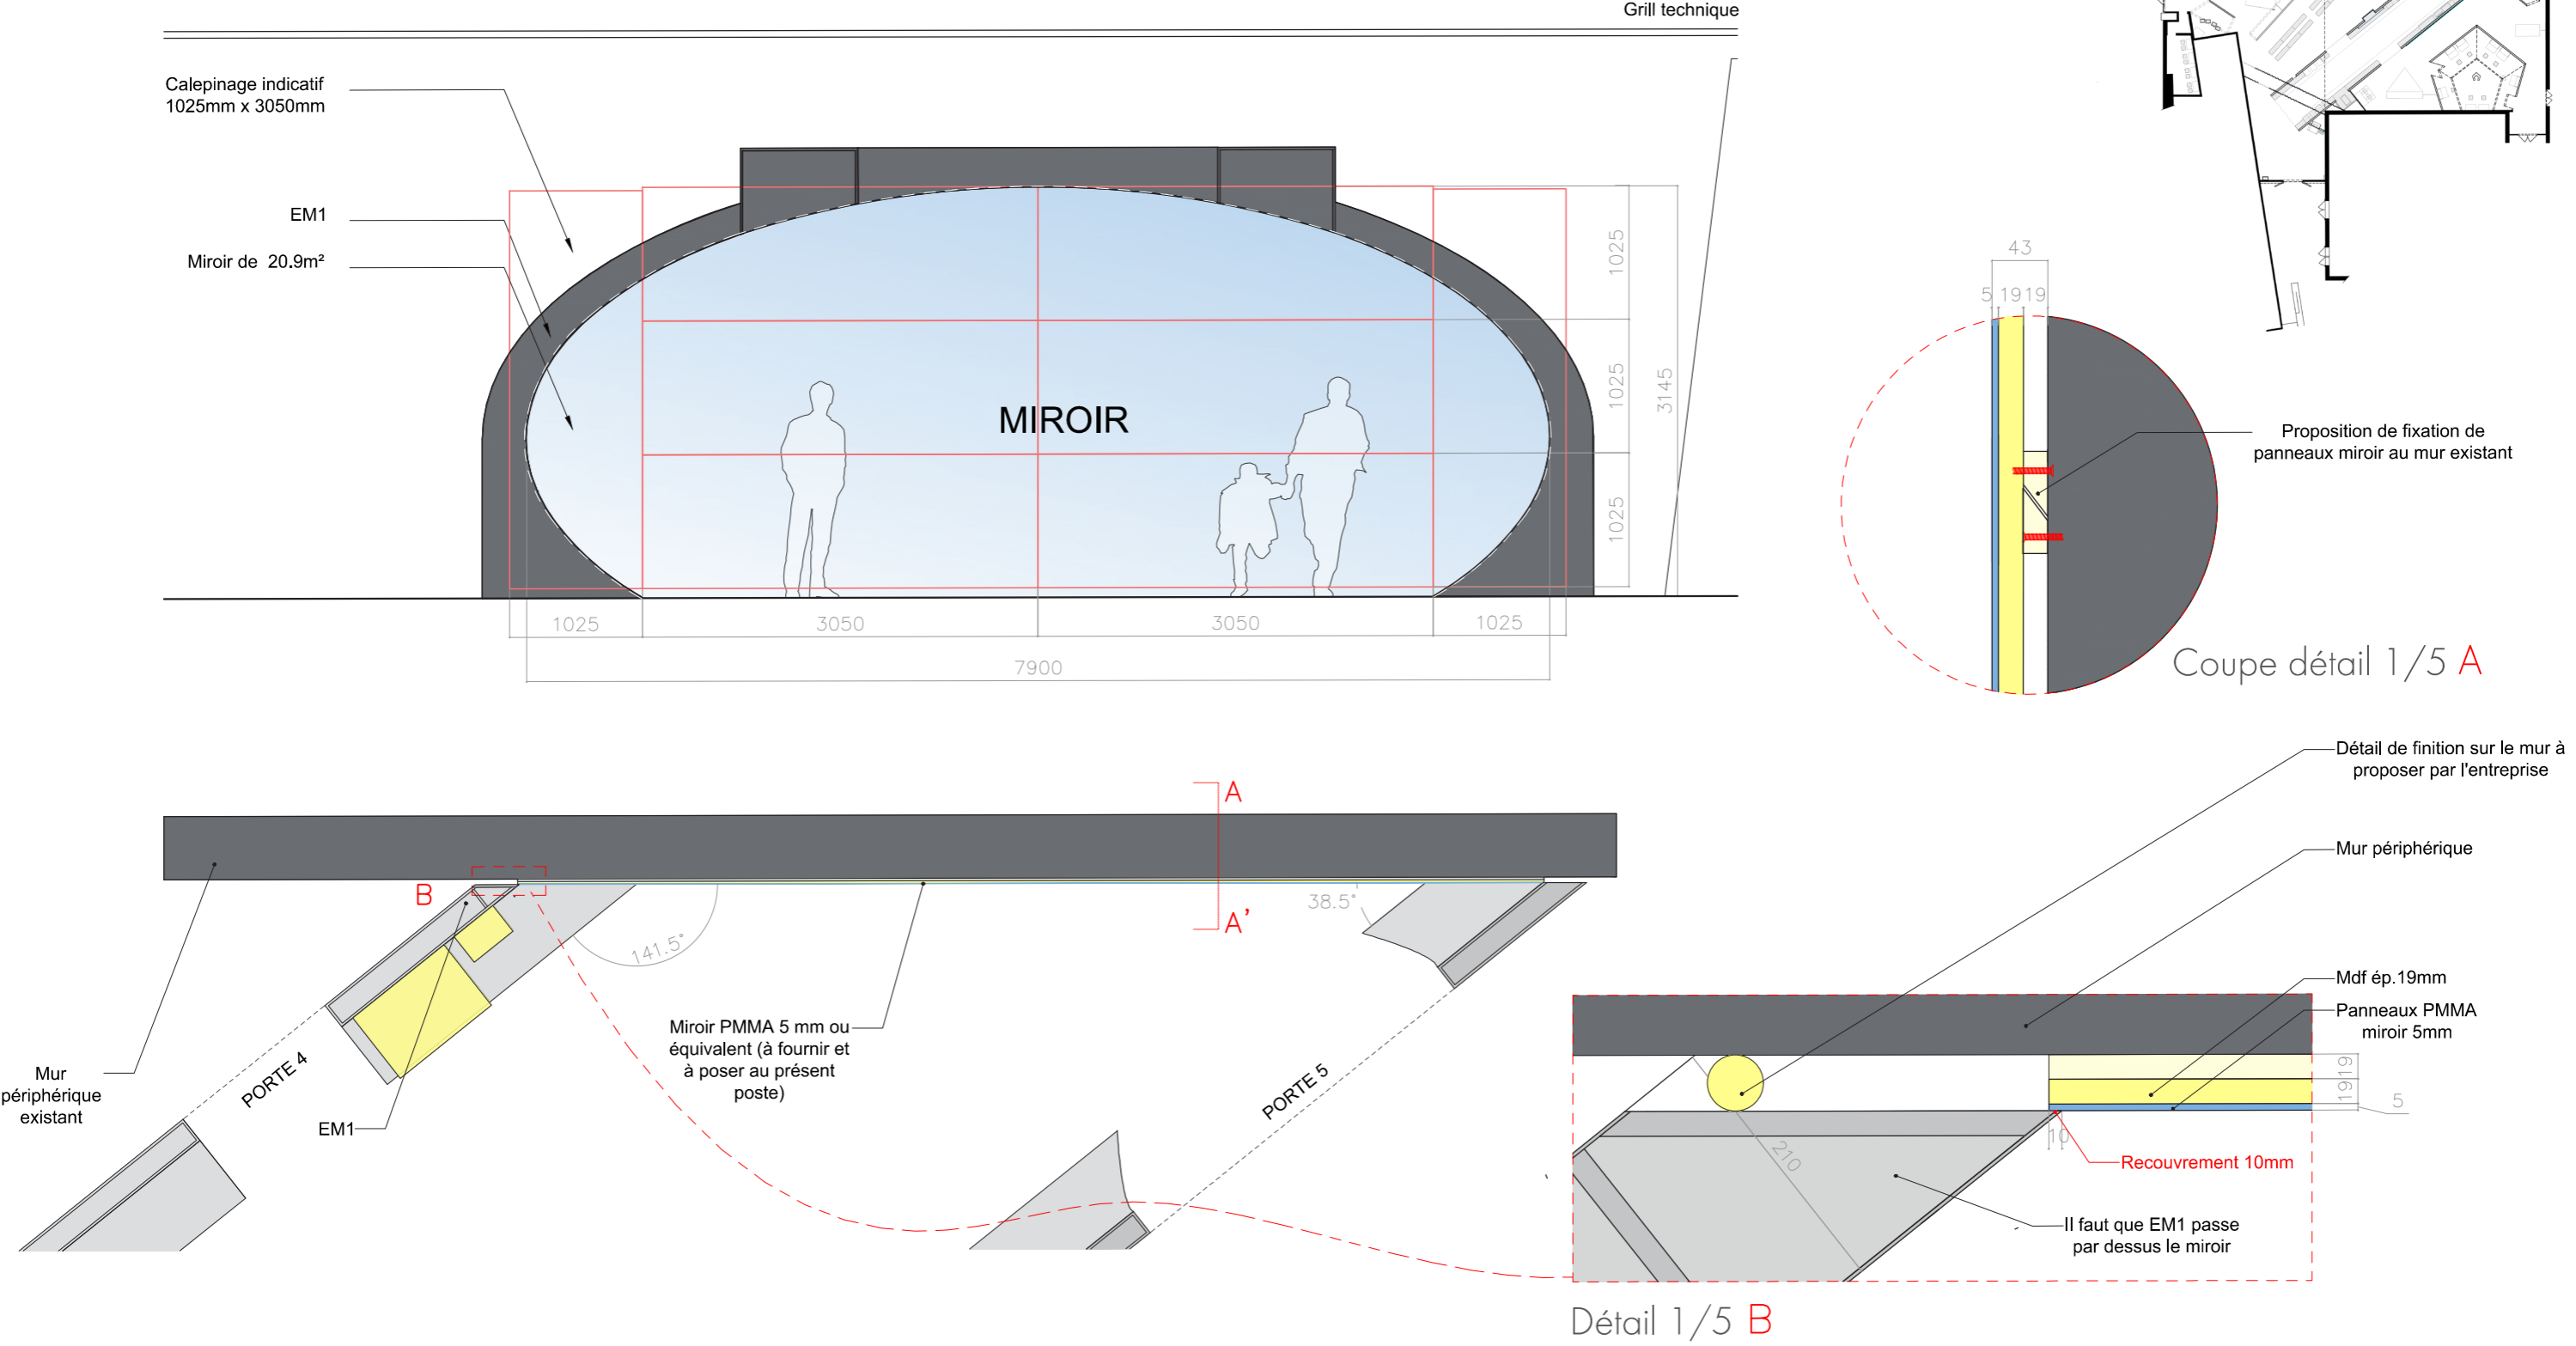 Grill technique
Calepinage indicatif
1025mm x 3050mm
EM1
Miroir de 20.9m²
MIROIR
1025
1025
1025
3145
1025
3050
3050
1025
7900
43
5 19 19
Proposition de fixation de
panneaux miroir au mur existant
Coupe détail 1/5 A
A
A'
B
141.5°
38.5°
Miroir PMMA 5 mm ou
équivalent (à fournir et
à poser au présent
poste)
Mur
périphérique
existant
EM1
PORTE 4
PORTE 5
Détail de finition sur le mur à
proposer par l'entreprise
Mur périphérique
Mdf ép.19mm
Panneaux PMMA
miroir 5mm
19
19
5
10
210
Recouvrement 10mm
Il faut que EM1 passe
par dessus le miroir
Détail 1/5 B